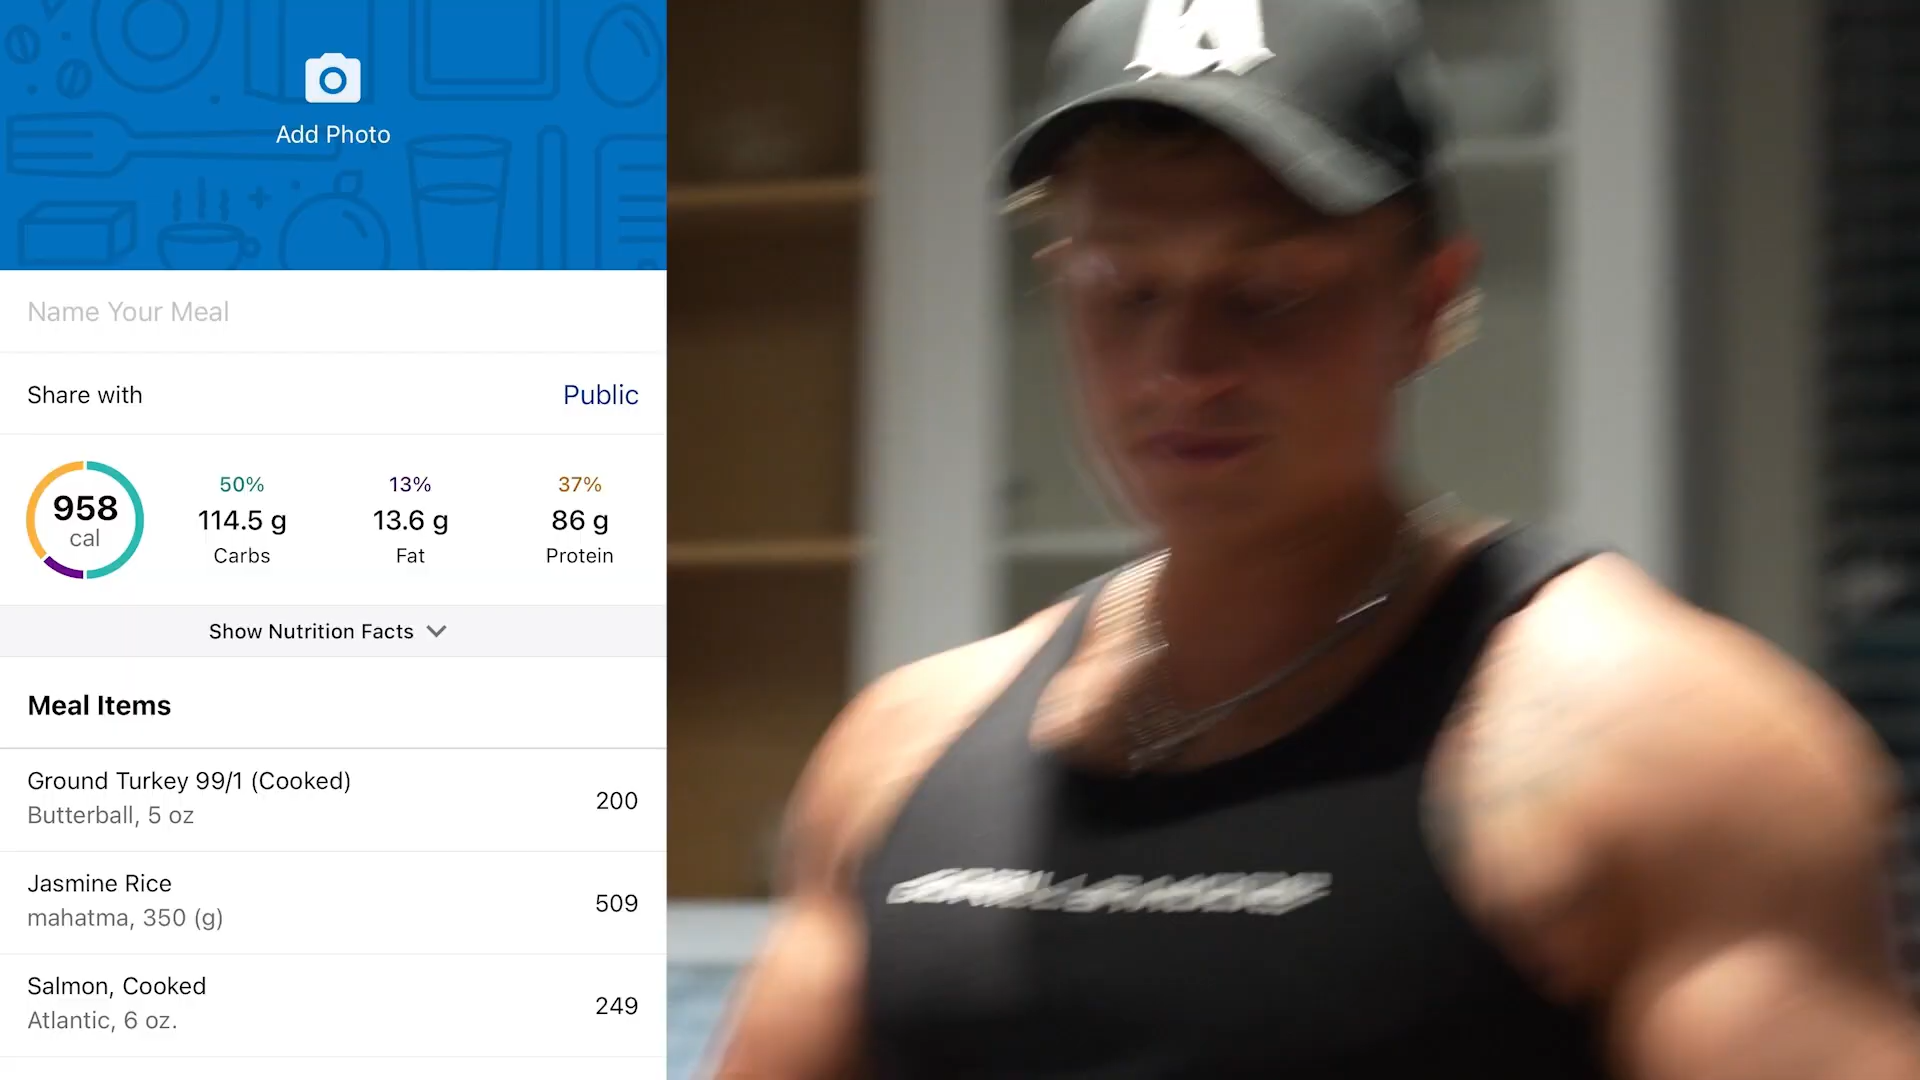 Add Photo
Name Your Meal
Share with
Public
958
cal
50%
114.5 g
Carbs
13%
13.6 g
Fat
37%
86 g
Protein
Show Nutrition Facts
Meal Items
Ground Turkey 99/1 (Cooked)
Butterball, 5 oz
200
Jasmine Rice
mahatma, 350 (g)
509
Salmon, Cooked
Atlantic, 6 oz.
249